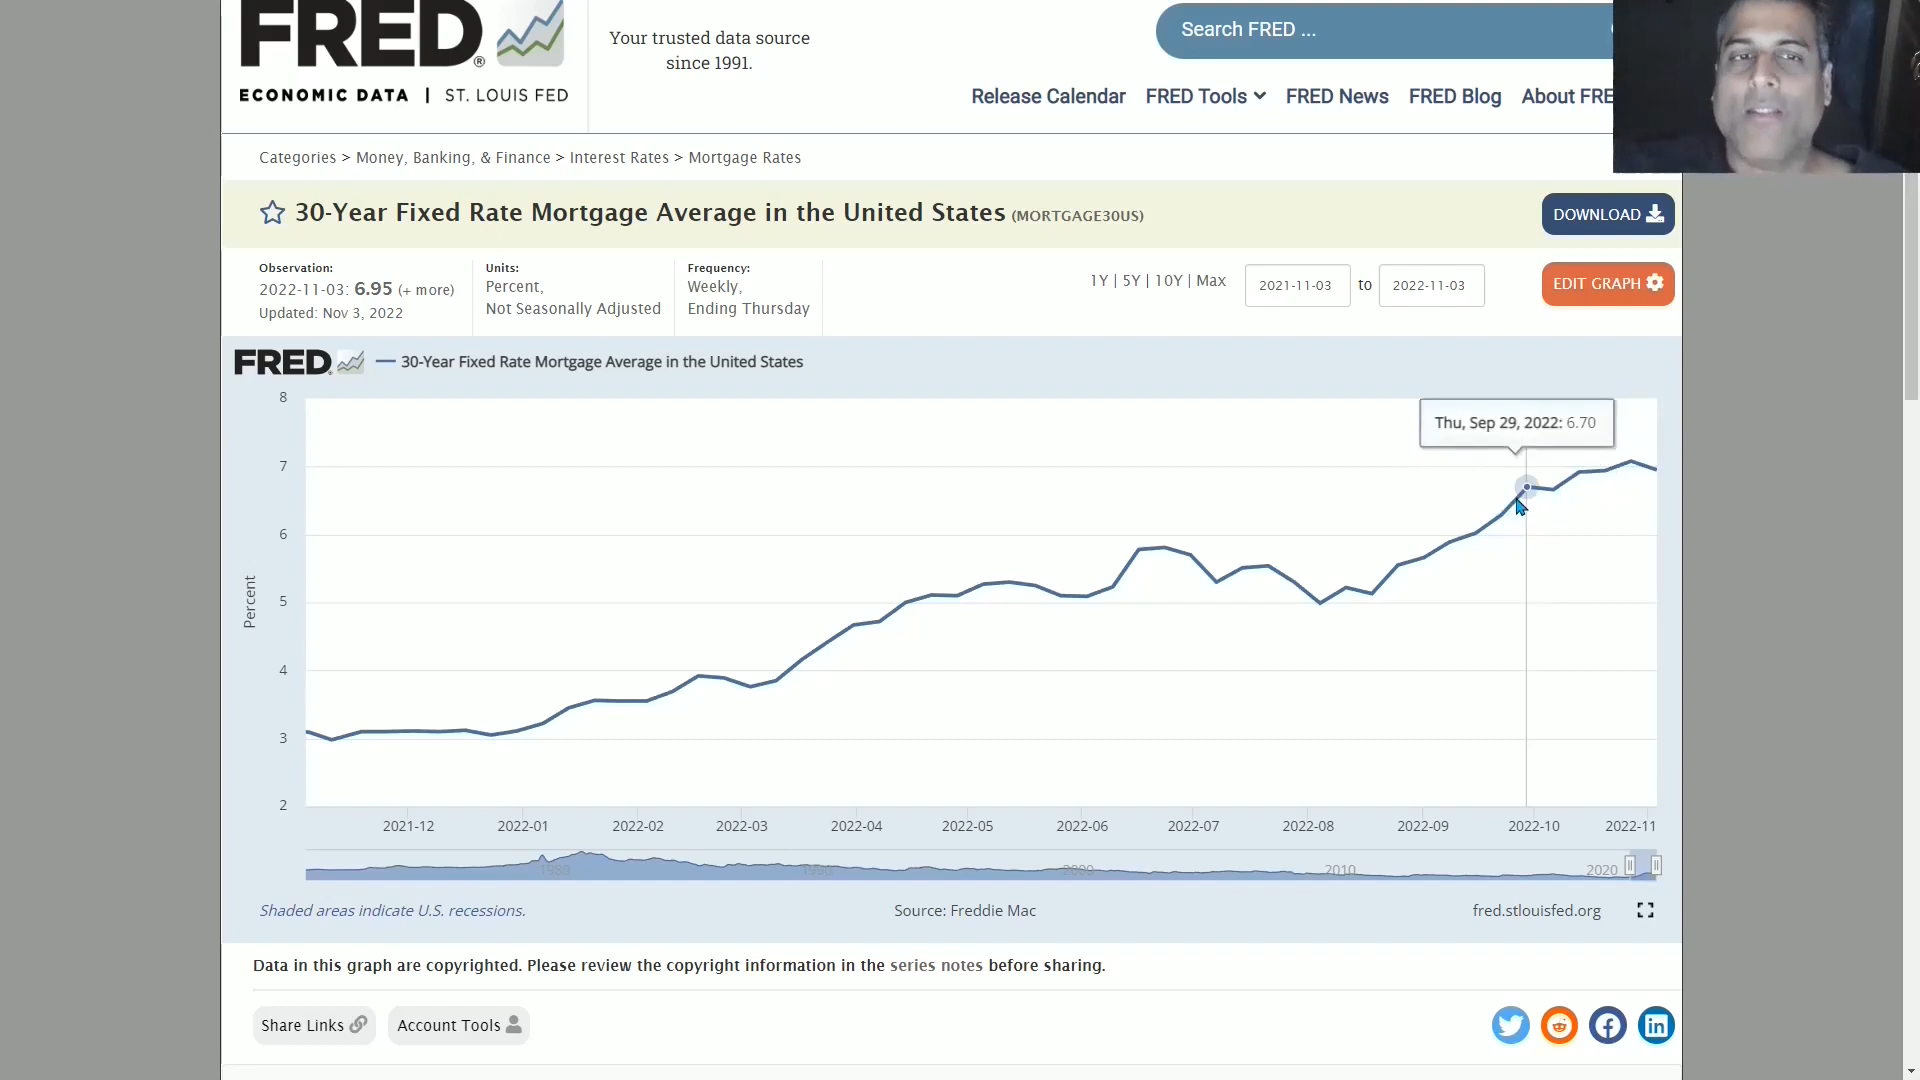 FRED®
Your trusted data source
since 1991.
Search FRED ...
ECONOMIC DATA | ST. LOUIS FED
Release Calendar FRED Tools FRED News FRED Blog About FRE
Categories > Money, Banking, & Finance > Interest Rates > Mortgage Rates
30-Year Fixed Rate Mortgage Average in the United States (MORTGAGE30US)
DOWNLOAD
Observation:
2022-11-03: 6.95 (+ more)
Updated: Nov 3, 2022
Units:
Percent,
Not Seasonally Adjusted
Frequency:
Weekly,
Ending Thursday
1Y | 5Y | 10Y | Max
2021-11-03 to 2022-11-03
EDIT GRAPH
FRED 30-Year Fixed Rate Mortgage Average in the United States
Thu, Sep 29, 2022: 6.70
8
7
6
5
4
3
2
Percent
2021-12 2022-01 2022-02 2022-03 2022-04 2022-05 2022-06 2022-07 2022-08 2022-09 2022-10 2022-11
1980 1990 2000 2010 2020
Shaded areas indicate U.S. recessions.
Source: Freddie Mac
fred.stlouisfed.org
Data in this graph are copyrighted. Please review the copyright information in the series notes before sharing.
Share Links
Account Tools